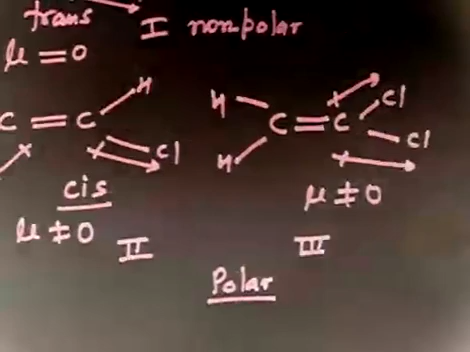 trans I nonpolar
μ = 0
H
C = C
Cl
cis
μ ≠ 0
II
H Cl
C = C
H Cl
μ ≠ 0
III
Polar